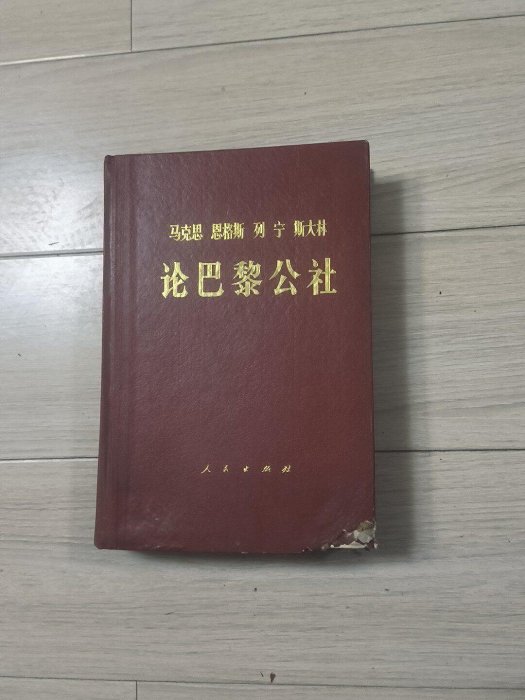 马克思 恩格斯 列宁 斯大林
论巴黎公社
人民出版社